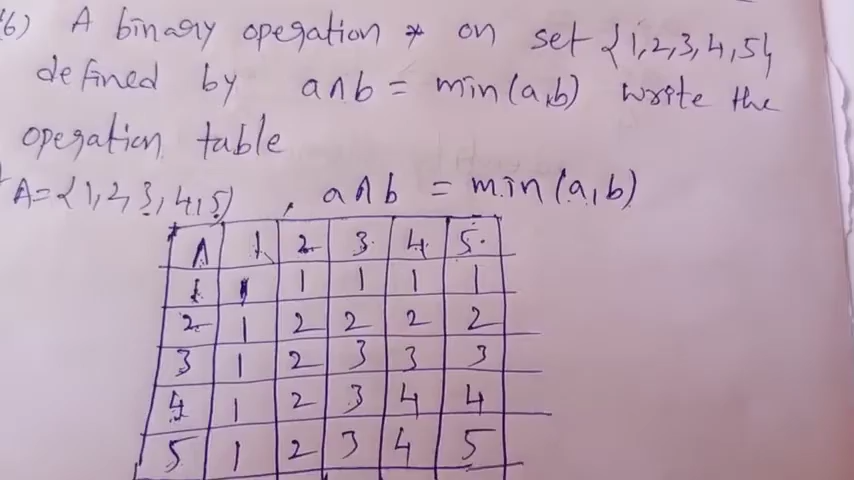 6) A binary operation * on set {1,2,3,4,5}
defined by a∧b = min(a,b) write the
operation table
A={1,2,3,4,5} , a∧b = min(a,b)
∧ 1 2 3 4 5
1 1 1 1 1 1
2 1 2 2 2 2
3 1 2 3 3 3
4 1 2 3 4 4
5 1 2 3 4 5